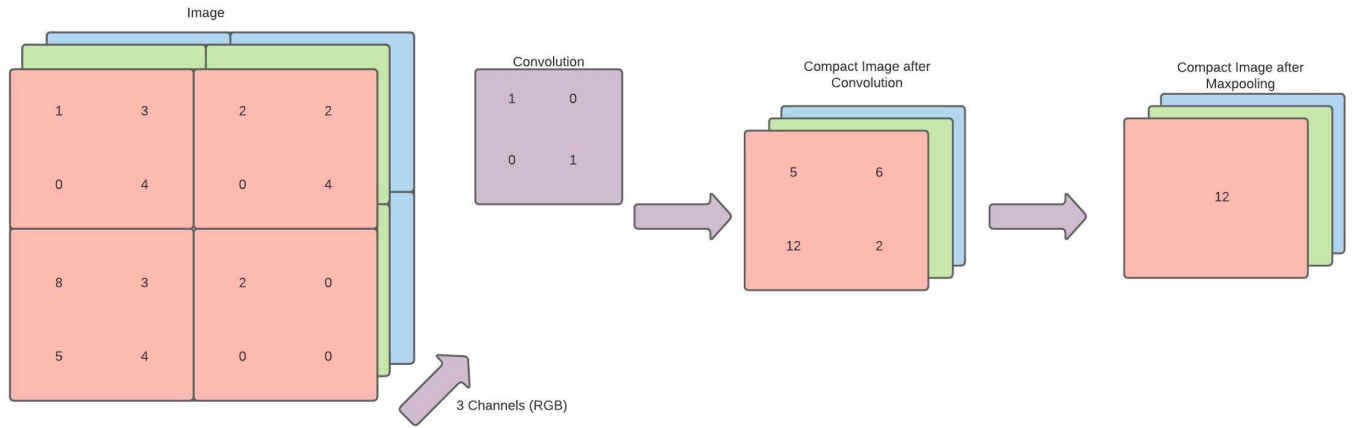 Image
1 3 2 2
0 4 0 4
8 3 2 0
5 4 0 0
3 Channels (RGB)
Convolution
1 0
0 1
Compact Image after
Convolution
5 6
12 2
Compact Image after
Maxpooling
12